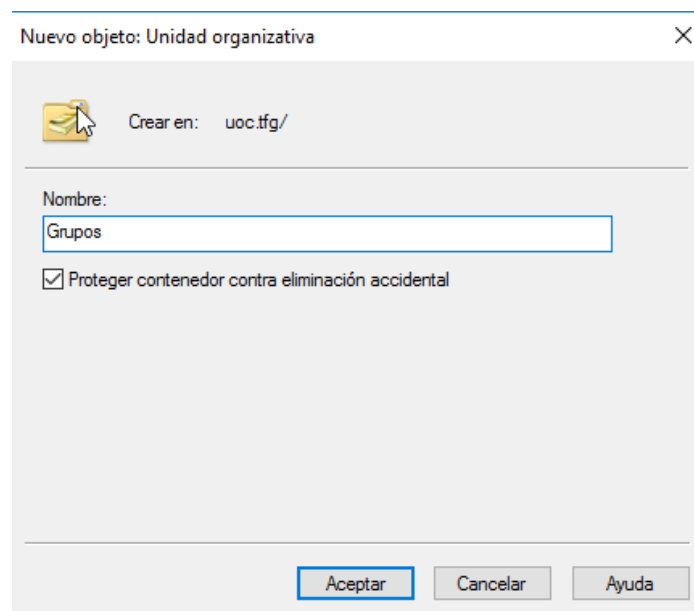 Nuevo objeto: Unidad organizativa
Crear en: uoc.tfg/
Nombre:
Grupos
Proteger contenedor contra eliminación accidental
Aceptar Cancelar Ayuda